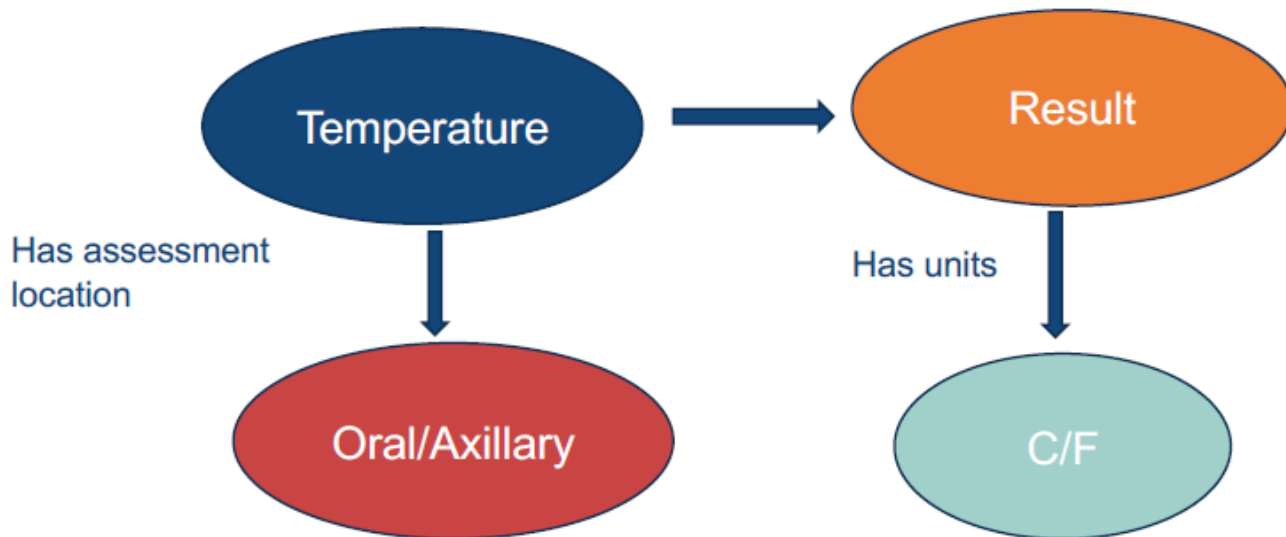 Temperature
Result
Has assessment
location
Has units
Oral/Axillary
C/F